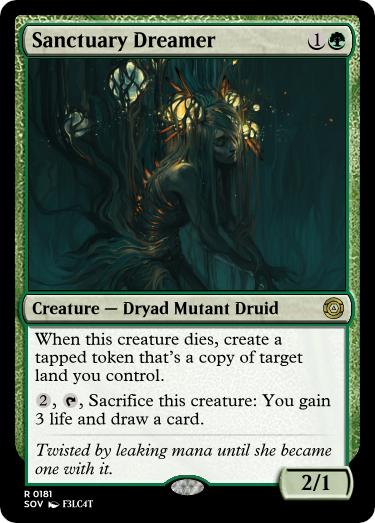 Sanctuary Dreamer 1
Creature — Dryad Mutant Druid
When this creature dies, create a
tapped token that's a copy of target
land you control.
2, , Sacrifice this creature: You gain
3 life and draw a card.
Twisted by leaking mana until she became
one with it.
2/1
R 0181
SOV F3LC4T